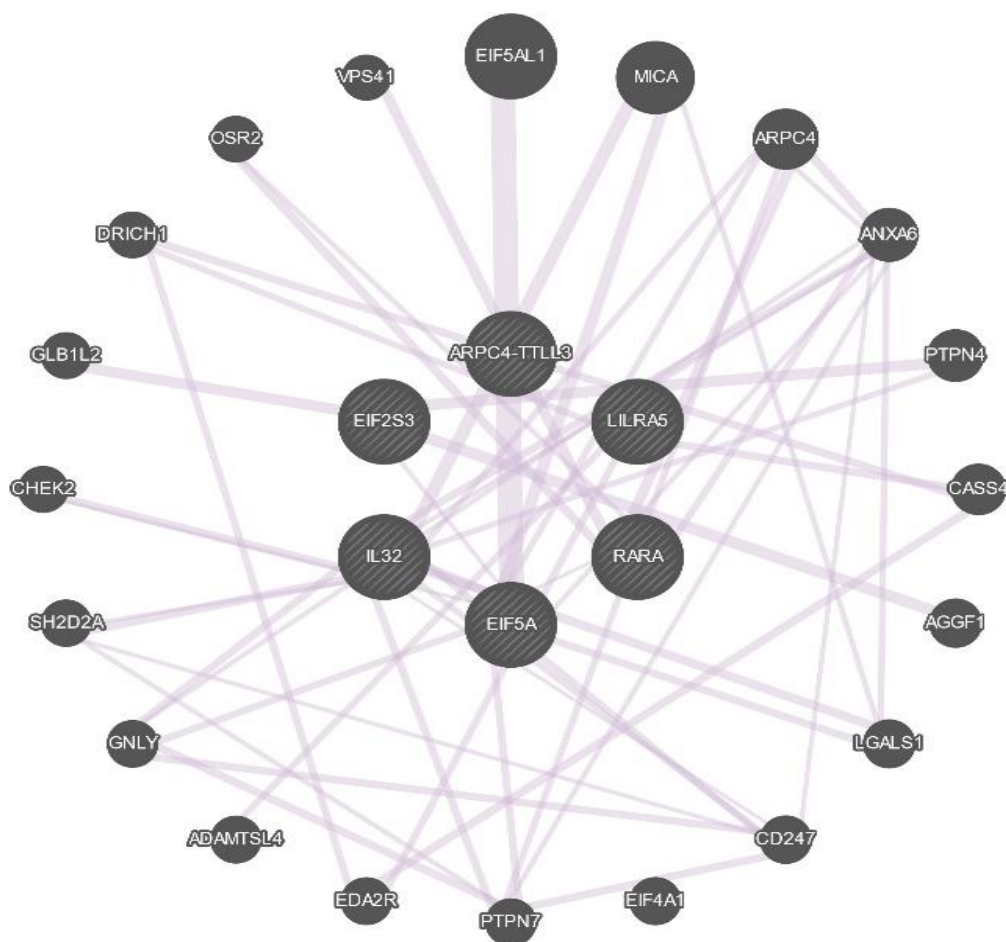 EIF5AL1
MICA
VPS41
ARPC4
OSR2
ANXA6
DRICH1
ARPC4-TTLL3
GLB1L2
PTPN4
EIF2S3
LILRA5
CHEK2
CASS4
IL32
RARA
SH2D2A
EIF5A
AGGF1
GNLY
LGALS1
ADAMTSL4
CD247
EDA2R
EIF4A1
PTPN7